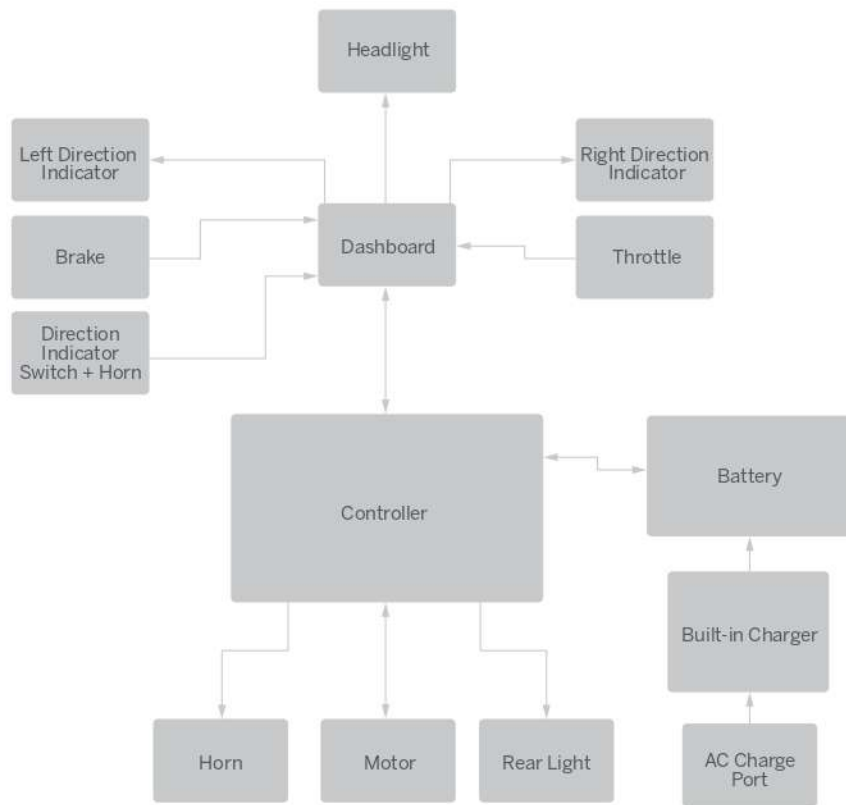 Headlight
Left Direction
Indicator
Right Direction
Indicator
Brake
Dashboard
Throttle
Direction
Indicator
Switch + Horn
Controller
Battery
Built-in Charger
Horn
Motor
Rear Light
AC Charge
Port